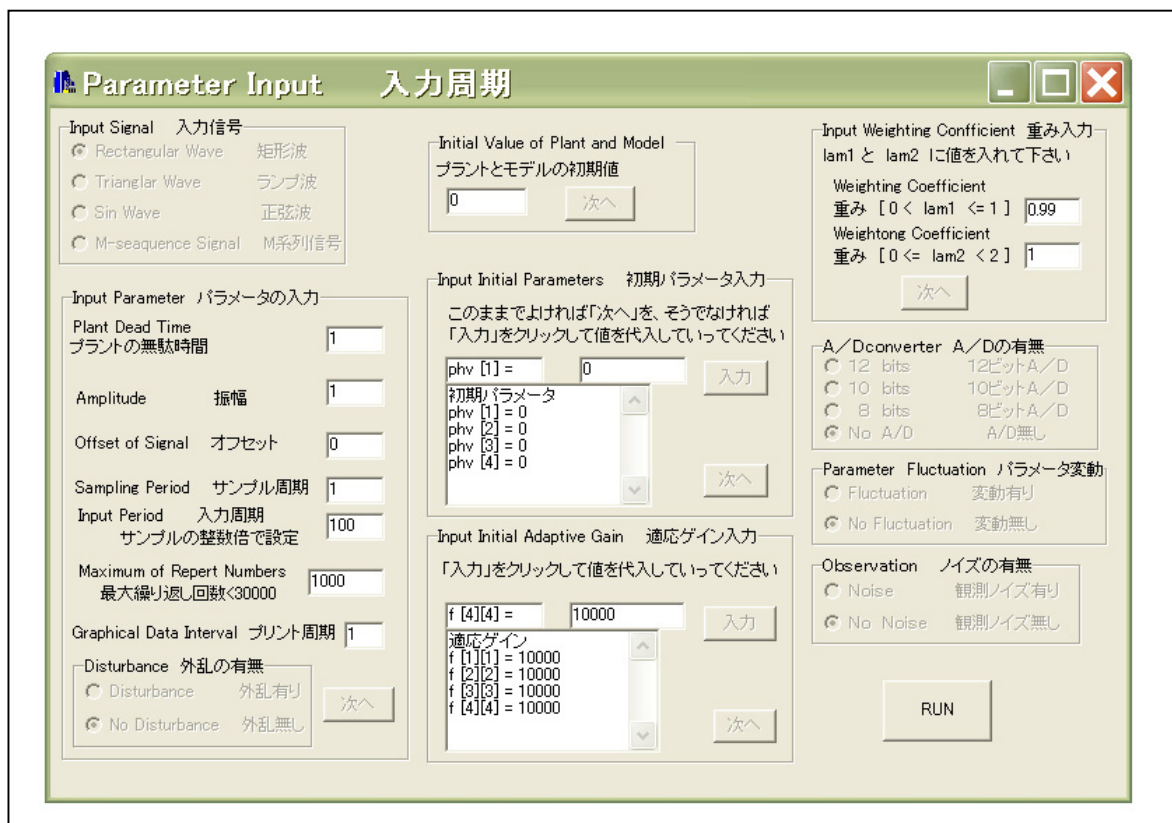 Parameter Input 入力周期
Input Signal 入力信号
Rectangular Wave 矩形波
Trianglar Wave ランプ波
Sin Wave 正弦波
M-seaquence Signal M系列信号
Input Parameter パラメータの入力
Plant Dead Time
プラントの無駄時間 1
Amplitude 振幅 1
Offset of Signal オフセット 0
Sampling Period サンプル周期 1
Input Period 入力周期
サンプルの整数倍で設定 100
Maximum of Repert Numbers
最大繰り返し回数<30000 1000
Graphical Data Interval プリント周期 1
Disturbance 外乱の有無
Disturbance 外乱有り
No Disturbance 外乱無し
次へ
Initial Value of Plant and Model
プラントとモデルの初期値
0 次へ
Input Initial Parameters 初期パラメータ入力
このままでよければ「次へ」を、そうでなければ
「入力」をクリックして値を代入していってください
phv [1] = 0 入力
初期パラメータ
phv [1] = 0
phv [2] = 0
phv [3] = 0
phv [4] = 0
次へ
Input Initial Adaptive Gain 適応ゲイン入力
「入力」をクリックして値を代入していってください
f [4][4] = 10000 入力
適応ゲイン
f [1][1] = 10000
f [2][2] = 10000
f [3][3] = 10000
f [4][4] = 10000
次へ
Input Weighting Confficient 重み入力
lam1 と lam2 に値を入れて下さい
Weighting Coefficient
重み [ 0 < lam1 <= 1 ] 0.99
Weightong Coefficient
重み [ 0 <= lam2 < 2 ] 1
次へ
A/Dconverter A/Dの有無
12 bits 12ビットA/D
10 bits 10ビットA/D
8 bits 8ビットA/D
No A/D A/D無し
Parameter Fluctuation パラメータ変動
Fluctuation 変動有り
No Fluctuation 変動無し
Observation ノイズの有無
Noise 観測ノイズ有り
No Noise 観測ノイズ無し
RUN